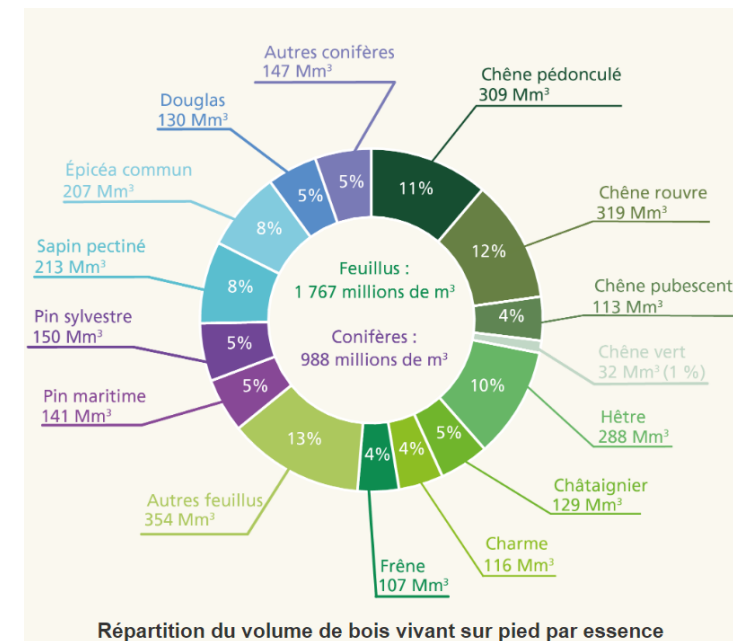 Autres conifères
147 Mm³
Chêne pédonculé
309 Mm³
Douglas
130 Mm³
Épicéa commun
207 Mm³
Chêne rouvre
319 Mm³
Sapin pectiné
213 Mm³
Chêne pubescent
113 Mm³
Pin sylvestre
150 Mm³
Chêne vert
32 Mm³ (1 %)
Pin maritime
141 Mm³
Hêtre
288 Mm³
Autres feuillus
354 Mm³
Châtaignier
129 Mm³
Charme
116 Mm³
Frêne
107 Mm³
5%
11%
5%
8%
12%
8%
4%
5%
10%
5%
5%
13%
4%
4%
Feuillus :
1 767 millions de m³
Conifères :
988 millions de m³
Répartition du volume de bois vivant sur pied par essence